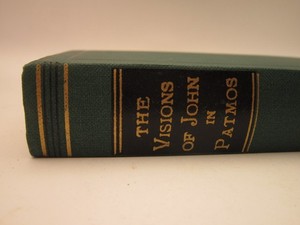 THE
VISIONS
OF JOHN
IN
PATMOS